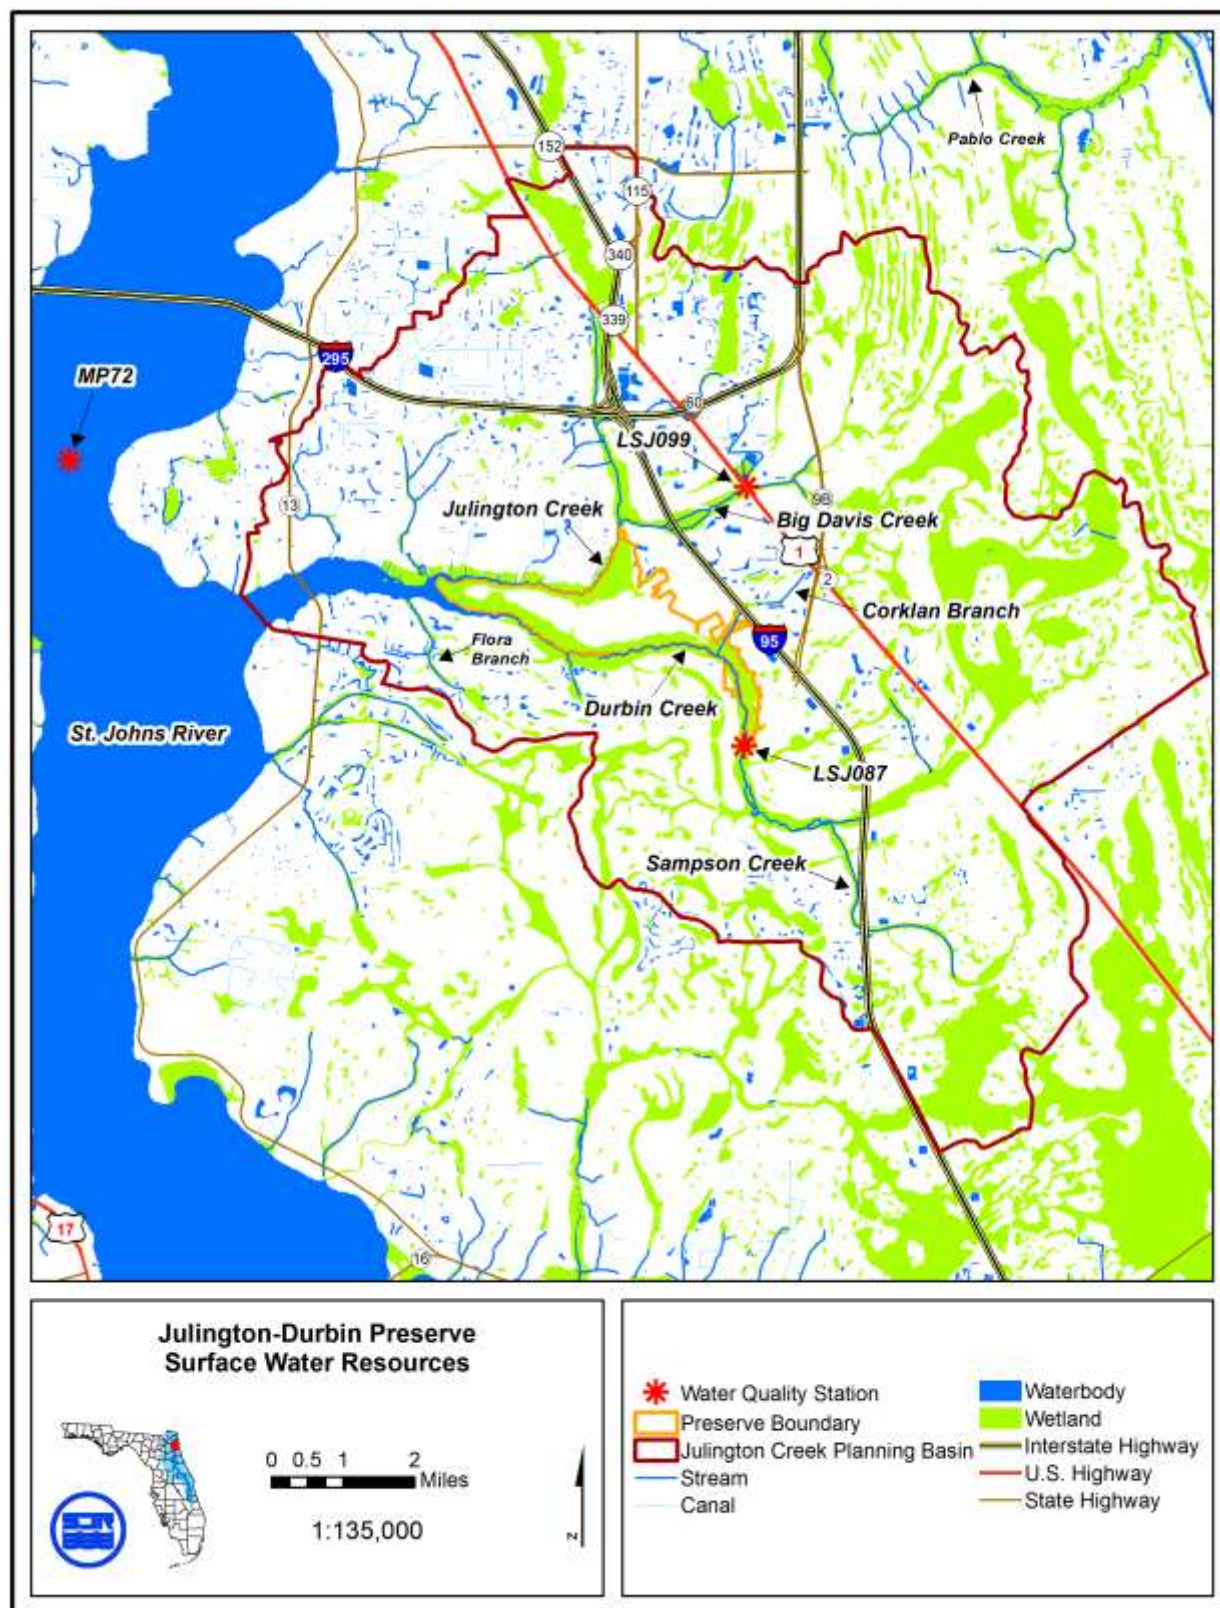 152
Pablo Creek
115
340
339
295
MP72
60
LSJ099
Julington Creek
9B
13
Big Davis Creek
1
2
Corklan Branch
Flora
Branch
95
Durbin Creek
St. Johns River
LSJ087
Sampson Creek
17
16
Julington-Durbin Preserve
Surface Water Resources
0 0.5 1 2
Miles
1:135,000
Z
Water Quality Station
Preserve Boundary
Julington Creek Planning Basin
Stream
Canal
Waterbody
Wetland
Interstate Highway
U.S. Highway
State Highway